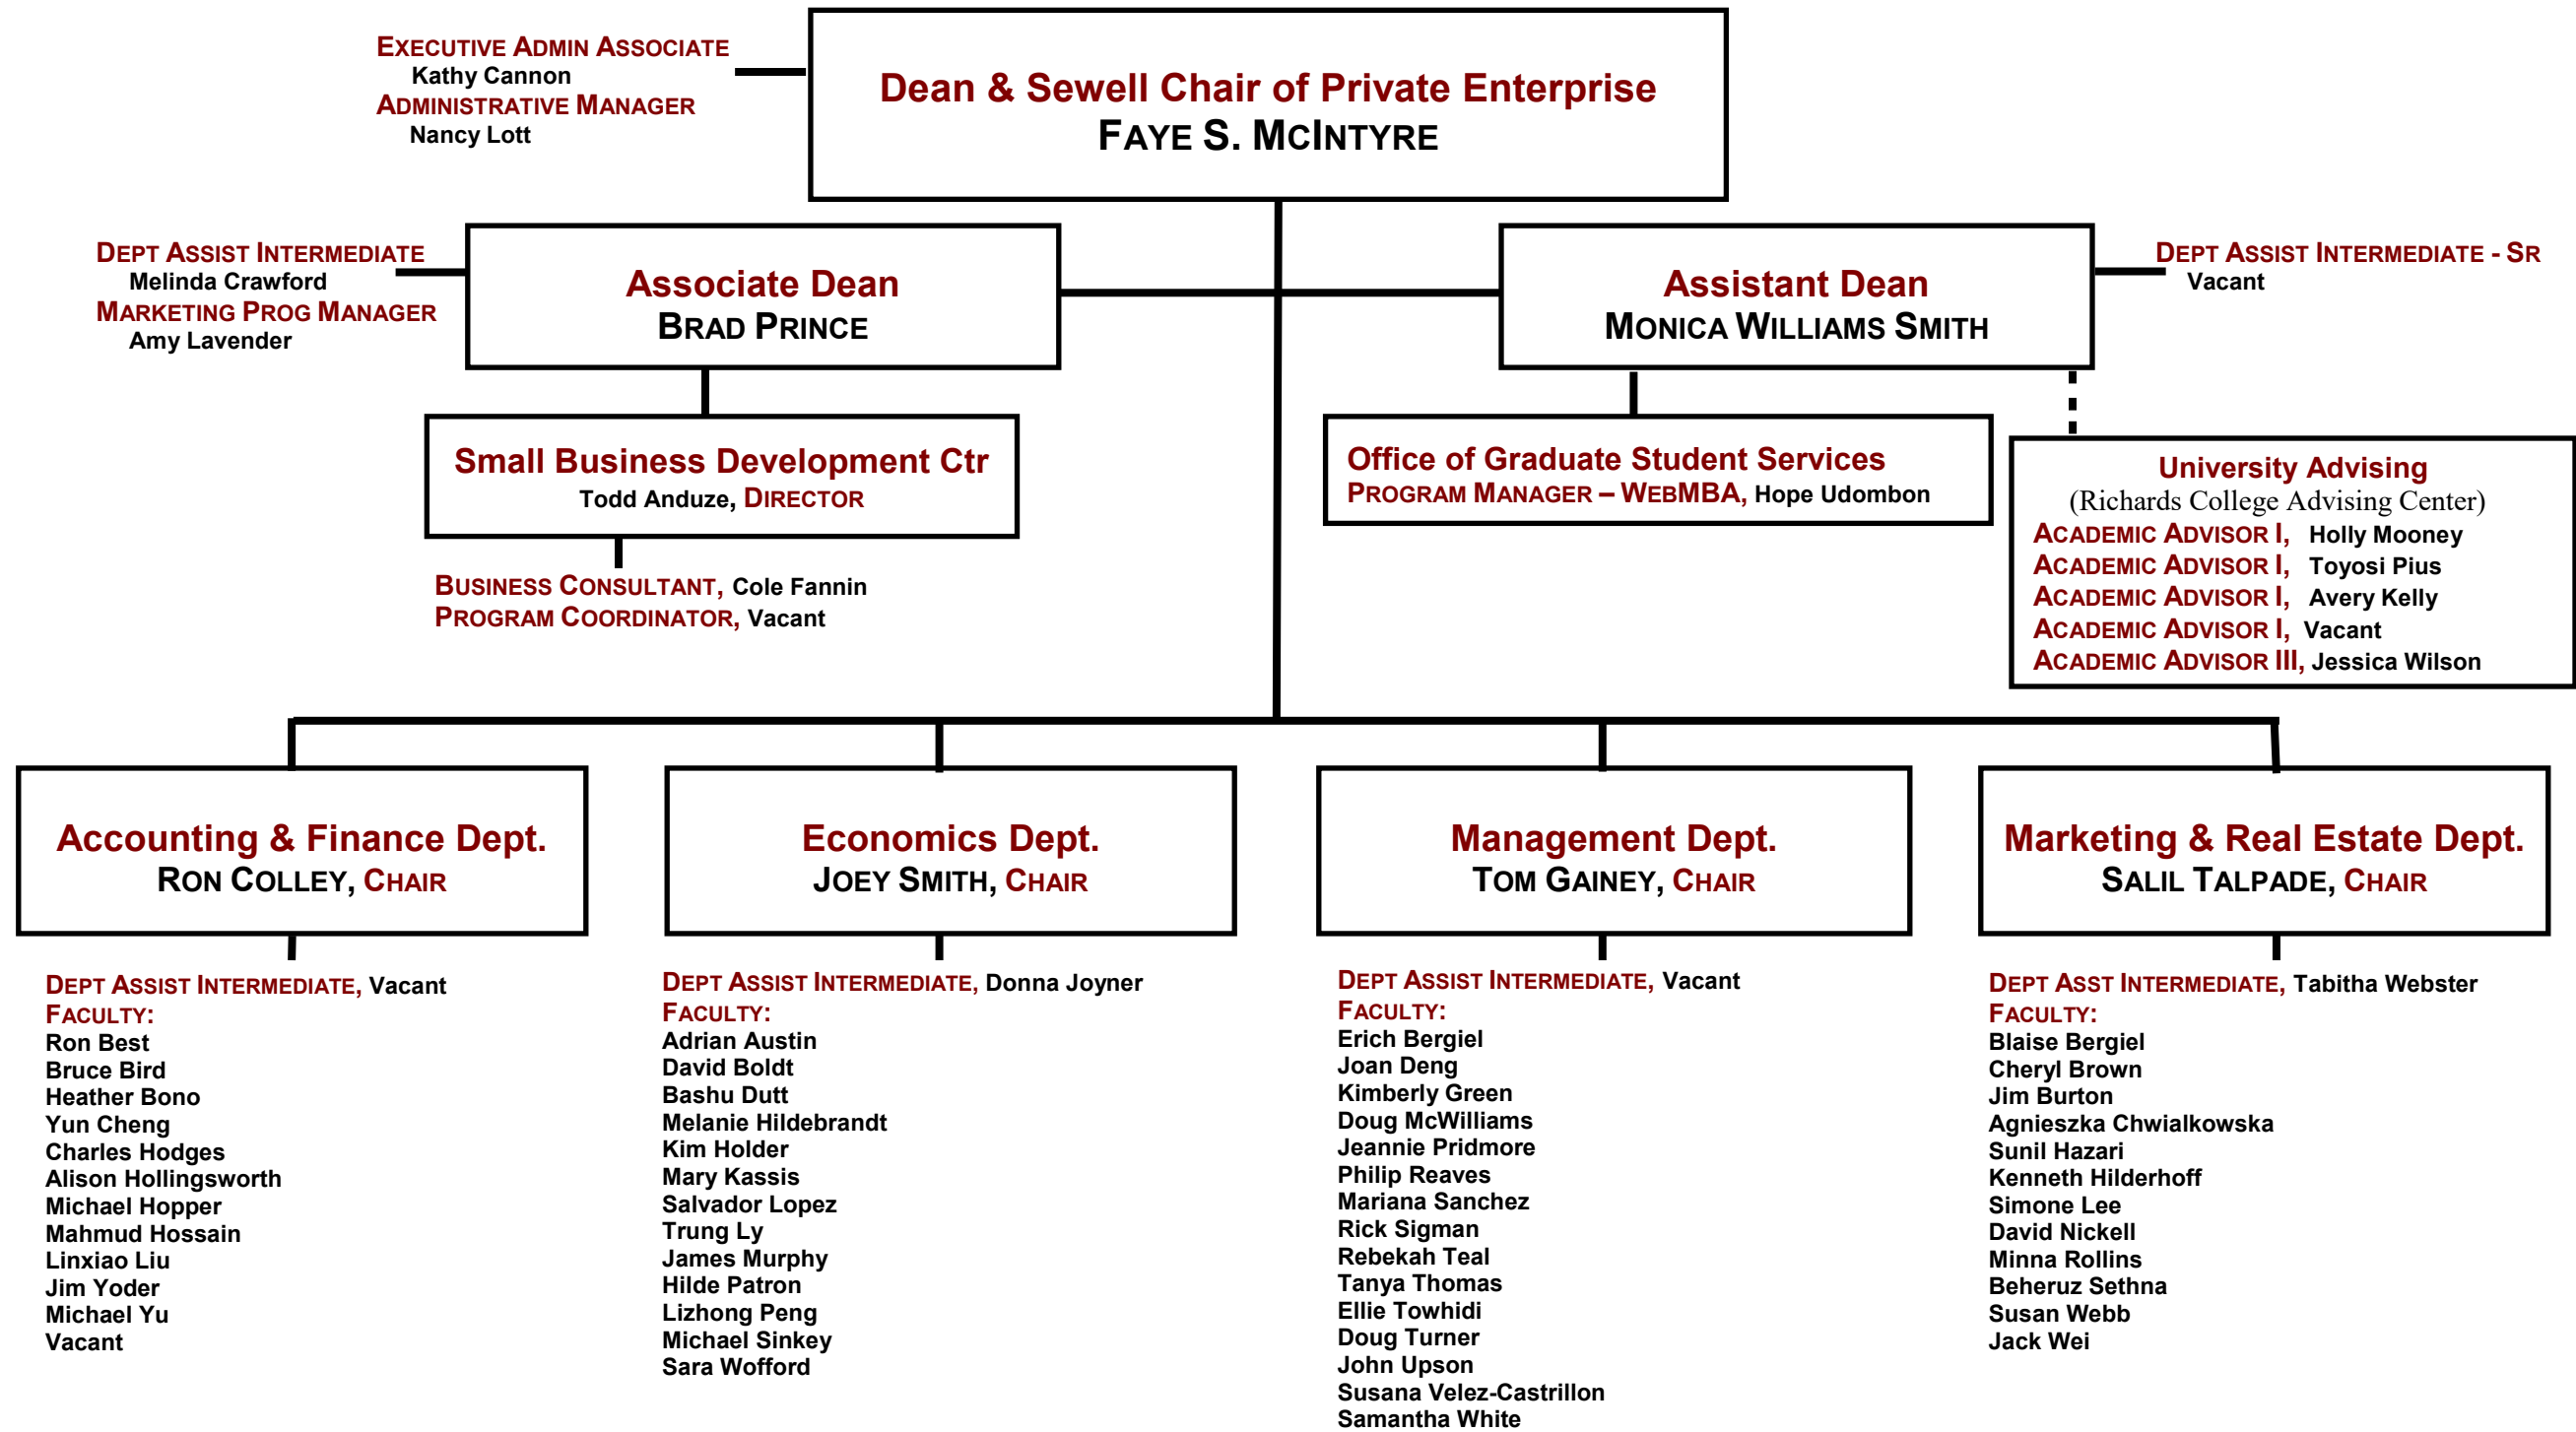 EXECUTIVE ADMIN ASSOCIATE
Kathy Cannon
ADMINISTRATIVE MANAGER
Nancy Lott
Dean & Sewell Chair of Private Enterprise
FAYE S. MCINTYRE
DEPT ASSIST INTERMEDIATE
Melinda Crawford
MARKETING PROG MANAGER
Amy Lavender
Associate Dean
BRAD PRINCE
Assistant Dean
MONICA WILLIAMS SMITH
DEPT ASSIST INTERMEDIATE - SR
Vacant
Small Business Development Ctr
Todd Anduze, DIRECTOR
BUSINESS CONSULTANT, Cole Fannin
PROGRAM COORDINATOR, Vacant
Office of Graduate Student Services
PROGRAM MANAGER – WEBMBA, Hope Udombon
University Advising
(Richards College Advising Center)
ACADEMIC ADVISOR I, Holly Mooney
ACADEMIC ADVISOR I, Toyosi Pius
ACADEMIC ADVISOR I, Avery Kelly
ACADEMIC ADVISOR I, Vacant
ACADEMIC ADVISOR III, Jessica Wilson
Accounting & Finance Dept.
RON COLLEY, CHAIR
DEPT ASSIST INTERMEDIATE, Vacant
FACULTY:
Ron Best
Bruce Bird
Heather Bono
Yun Cheng
Charles Hodges
Alison Hollingsworth
Michael Hopper
Mahmud Hossain
Linxiao Liu
Jim Yoder
Michael Yu
Vacant
Economics Dept.
JOEY SMITH, CHAIR
DEPT ASSIST INTERMEDIATE, Donna Joyner
FACULTY:
Adrian Austin
David Boldt
Bashu Dutt
Melanie Hildebrandt
Kim Holder
Mary Kassis
Salvador Lopez
Trung Ly
James Murphy
Hilde Patron
Lizhong Peng
Michael Sinkey
Sara Wofford
Management Dept.
TOM GAINEY, CHAIR
DEPT ASSIST INTERMEDIATE, Vacant
FACULTY:
Erich Bergiel
Joan Deng
Kimberly Green
Doug McWilliams
Jeannie Pridmore
Philip Reaves
Mariana Sanchez
Rick Sigman
Rebekah Teal
Tanya Thomas
Ellie Towhidi
Doug Turner
John Upson
Susana Velez-Castrillon
Samantha White
Marketing & Real Estate Dept.
SALIL TALPADE, CHAIR
DEPT ASST INTERMEDIATE, Tabitha Webster
FACULTY:
Blaise Bergiel
Cheryl Brown
Jim Burton
Agnieszka Chwialkowska
Sunil Hazari
Kenneth Hilderhoff
Simone Lee
David Nickell
Minna Rollins
Beheruz Sethna
Susan Webb
Jack Wei